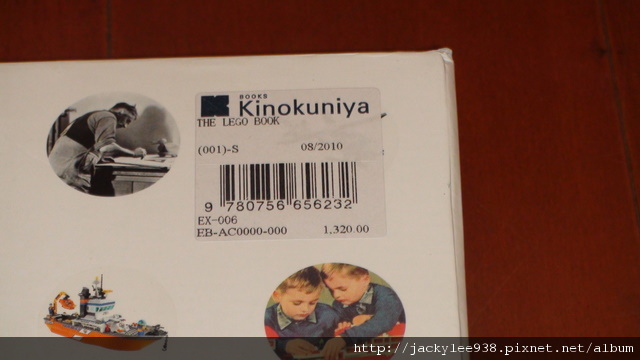 BOOKS
Kinokuniya
THE LEGO BOOK
(001)-S 08/2010
9 780756 656232
EX-006
EB-AC0000-000 1,320.00
http://jackylee938.pixnet.net/album